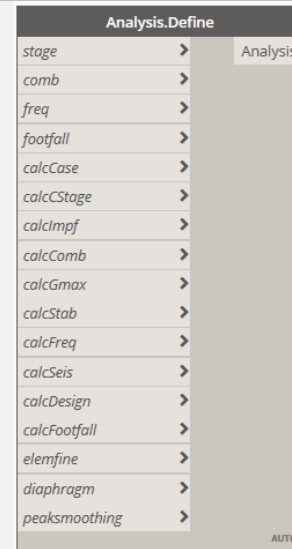 Analysis.Define
stage
Analysis
comb
freq
footfall
calcCase
calcCStage
calcImpf
calcComb
calcGmax
calcStab
calcFreq
calcSeis
calcDesign
calcFootfall
elemfine
diaphragm
peaksmoothing
AUTO